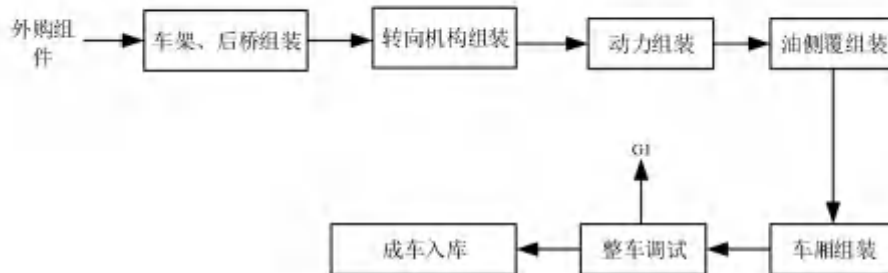 外购组
件
车架、后桥组装
转向机构组装
动力组装
油侧覆组装
G1
成车入库
整车调试
车厢组装